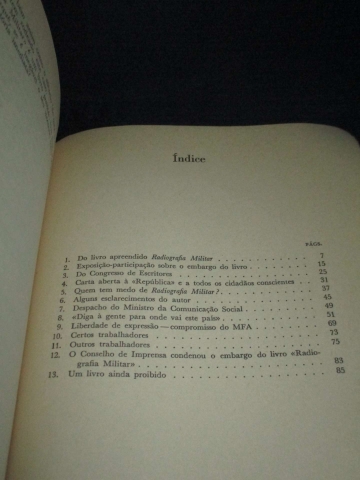 Índice
PÁGS.
1. Do livro apreendido Radiografia Militar . . . . . . 7
2. Exposição-participação sobre o embargo do livro . . . . . 15
3. Do Congresso de Escritores . . . . . . 25
4. Carta aberta à «República» e a todos os cidadãos conscientes . 31
5. Quem tem medo de Radiografia Militar? . . . . . . 37
6. Alguns esclarecimentos do autor . . . . . . 45
7. Despacho do Ministro da Comunicação Social . . . . . . 49
8. «Diga à gente para onde vai este país» . . . . . . 51
9. Liberdade de expressão — compromisso do MFA . . . . . . 69
10. Certos trabalhadores . . . . . . 73
11. Outros trabalhadores . . . . . . 75
12. O Conselho de Imprensa condenou o embargo do livro «Radio-
grafia Militar» . . . . . . 83
13. Um livro ainda proibido . . . . . . 85